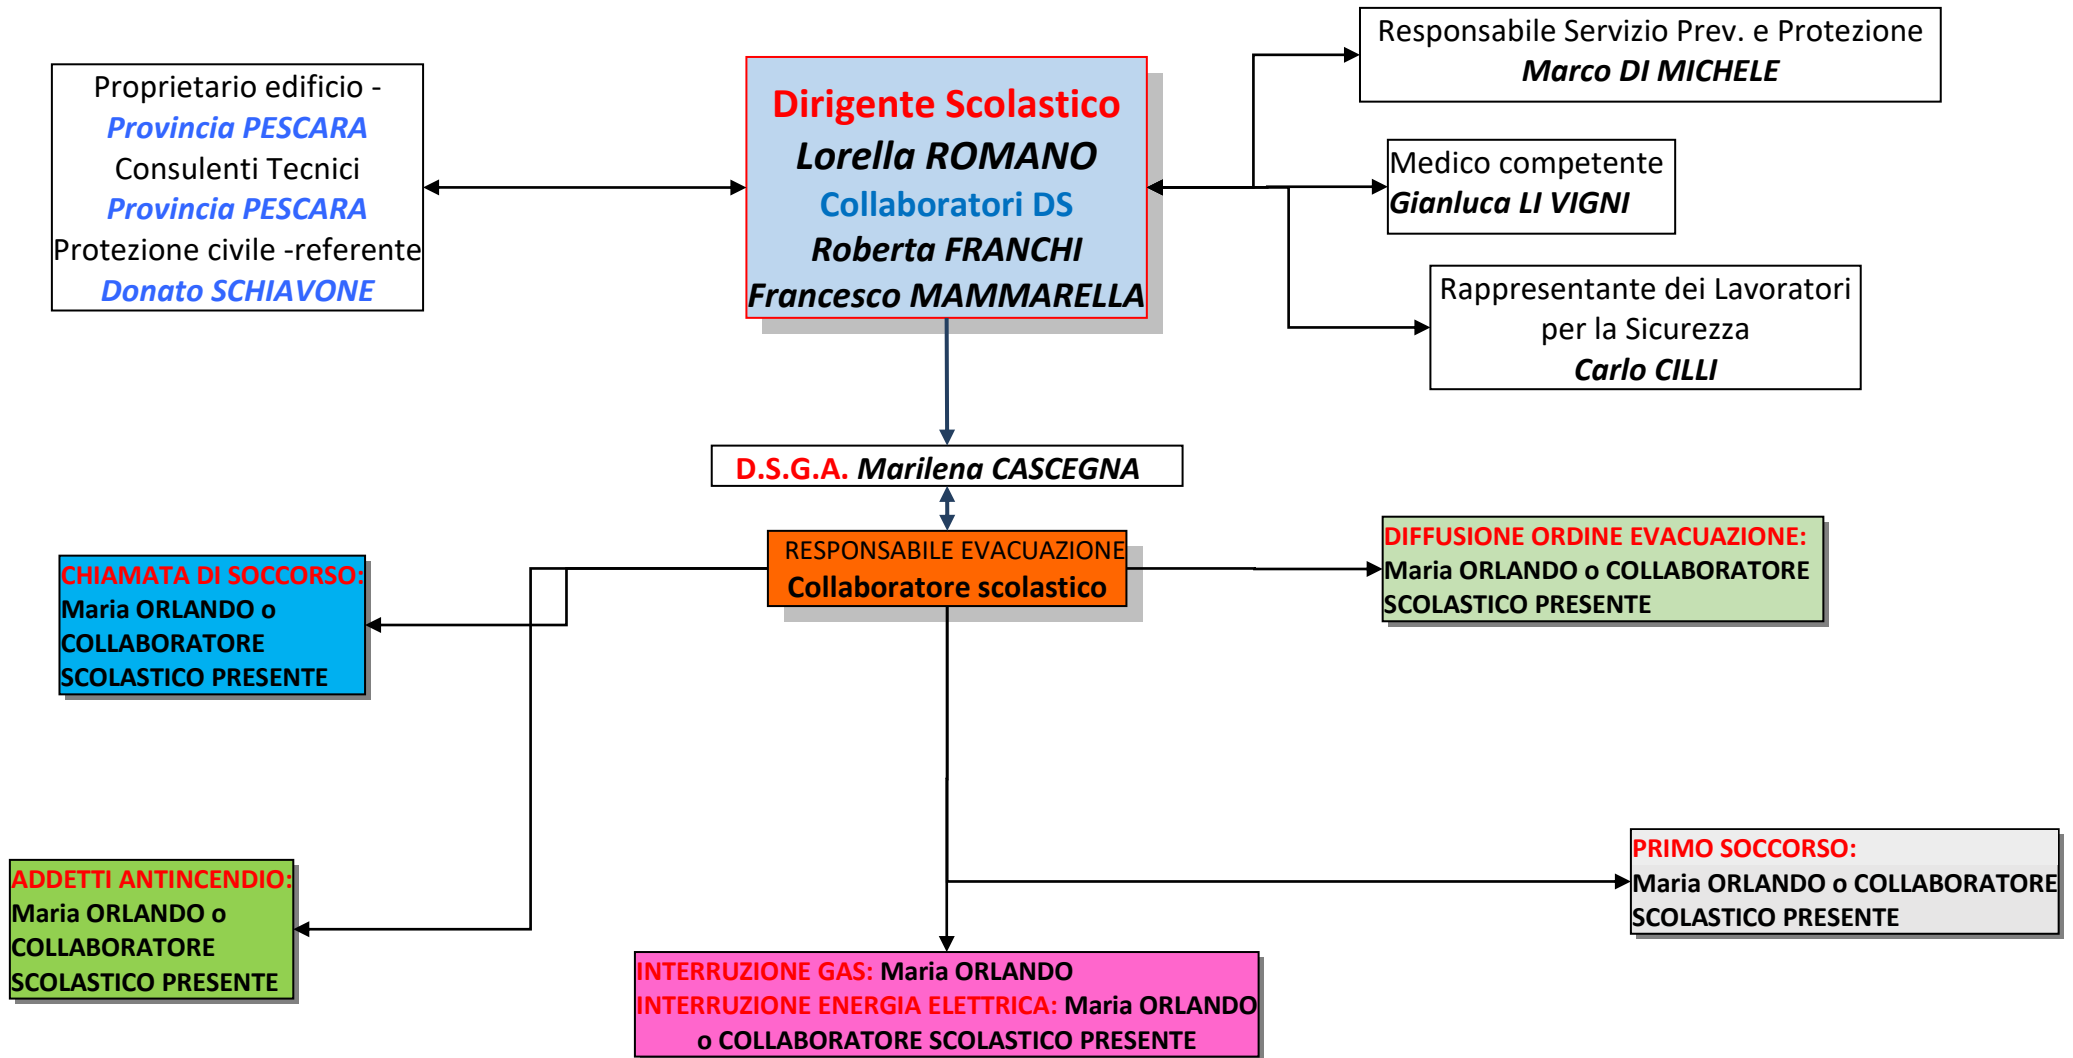 Proprietario edificio -
Provincia PESCARA
Consulenti Tecnici
Provincia PESCARA
Protezione civile -referente
Donato SCHIAVONE
Dirigente Scolastico
Lorella ROMANO
Collaboratori DS
Roberta FRANCHI
Francesco MAMMARELLA
Responsabile Servizio Prev. e Protezione
Marco DI MICHELE
Medico competente
Gianluca LI VIGNI
Rappresentante dei Lavoratori
per la Sicurezza
Carlo CILLI
D.S.G.A. Marilena CASCEGNA
RESPONSABILE EVACUAZIONE
Collaboratore scolastico
CHIAMATA DI SOCCORSO:
Maria ORLANDO o
COLLABORATORE
SCOLASTICO PRESENTE
DIFFUSIONE ORDINE EVACUAZIONE:
Maria ORLANDO o COLLABORATORE
SCOLASTICO PRESENTE
ADDETTI ANTINCENDIO:
Maria ORLANDO o
COLLABORATORE
SCOLASTICO PRESENTE
INTERRUZIONE GAS: Maria ORLANDO
INTERRUZIONE ENERGIA ELETTRICA: Maria ORLANDO
o COLLABORATORE SCOLASTICO PRESENTE
PRIMO SOCCORSO:
Maria ORLANDO o COLLABORATORE
SCOLASTICO PRESENTE